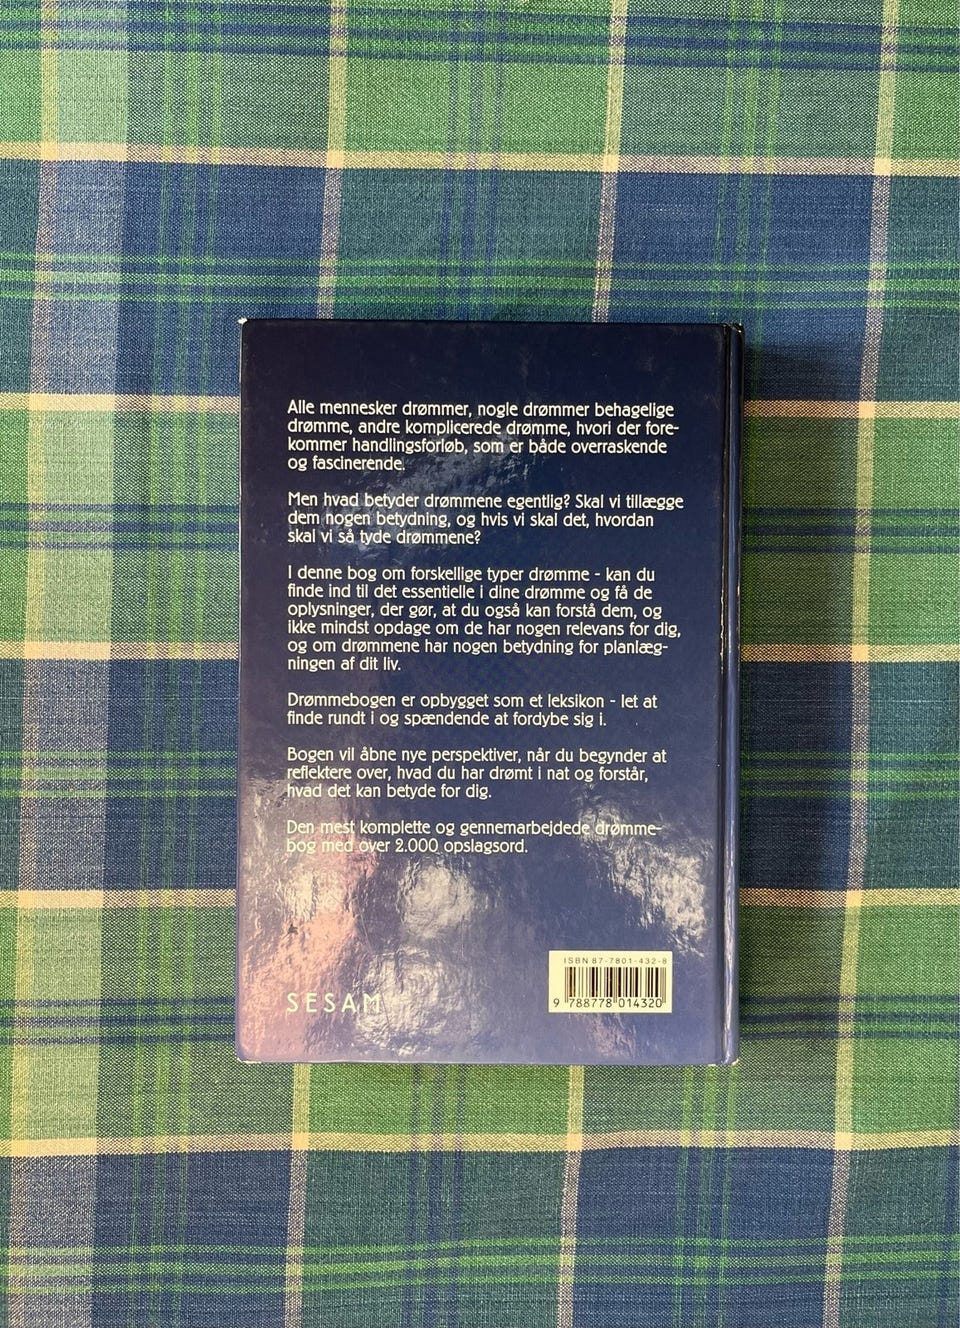 Alle mennesker drømmer, nogle drømmer behagelige
drømme, andre komplicerede drømme, hvori der fore-
kommer handlingsforløb, som er både overraskende
og fascinerende.
Men hvad betyder drømmene egentlig? Skal vi tillægge
dem nogen betydning, og hvis vi skal det, hvordan
skal vi så tyde drømmene?
I denne bog om forskellige typer drømme - kan du
finde ind til det essentielle i dine drømme og få de
oplysninger, der gør, at du også kan forstå dem, og
ikke mindst opdage om de har nogen relevans for dig,
og om drømmene har nogen betydning for planlæg-
ningen af dit liv.
Drømmebogen er opbygget som et leksikon - let at
finde rundt i og spændende at fordybe sig i.
Bogen vil åbne nye perspektiver, når du begynder at
reflektere over, hvad du har drømt i nat og forstår,
hvad det kan betyde for dig.
Den mest komplette og gennemarbejdede drømme-
bog med over 2.000 opslagsord.
ISBN 87-7801-432-8
9 788778 014320
SESAM